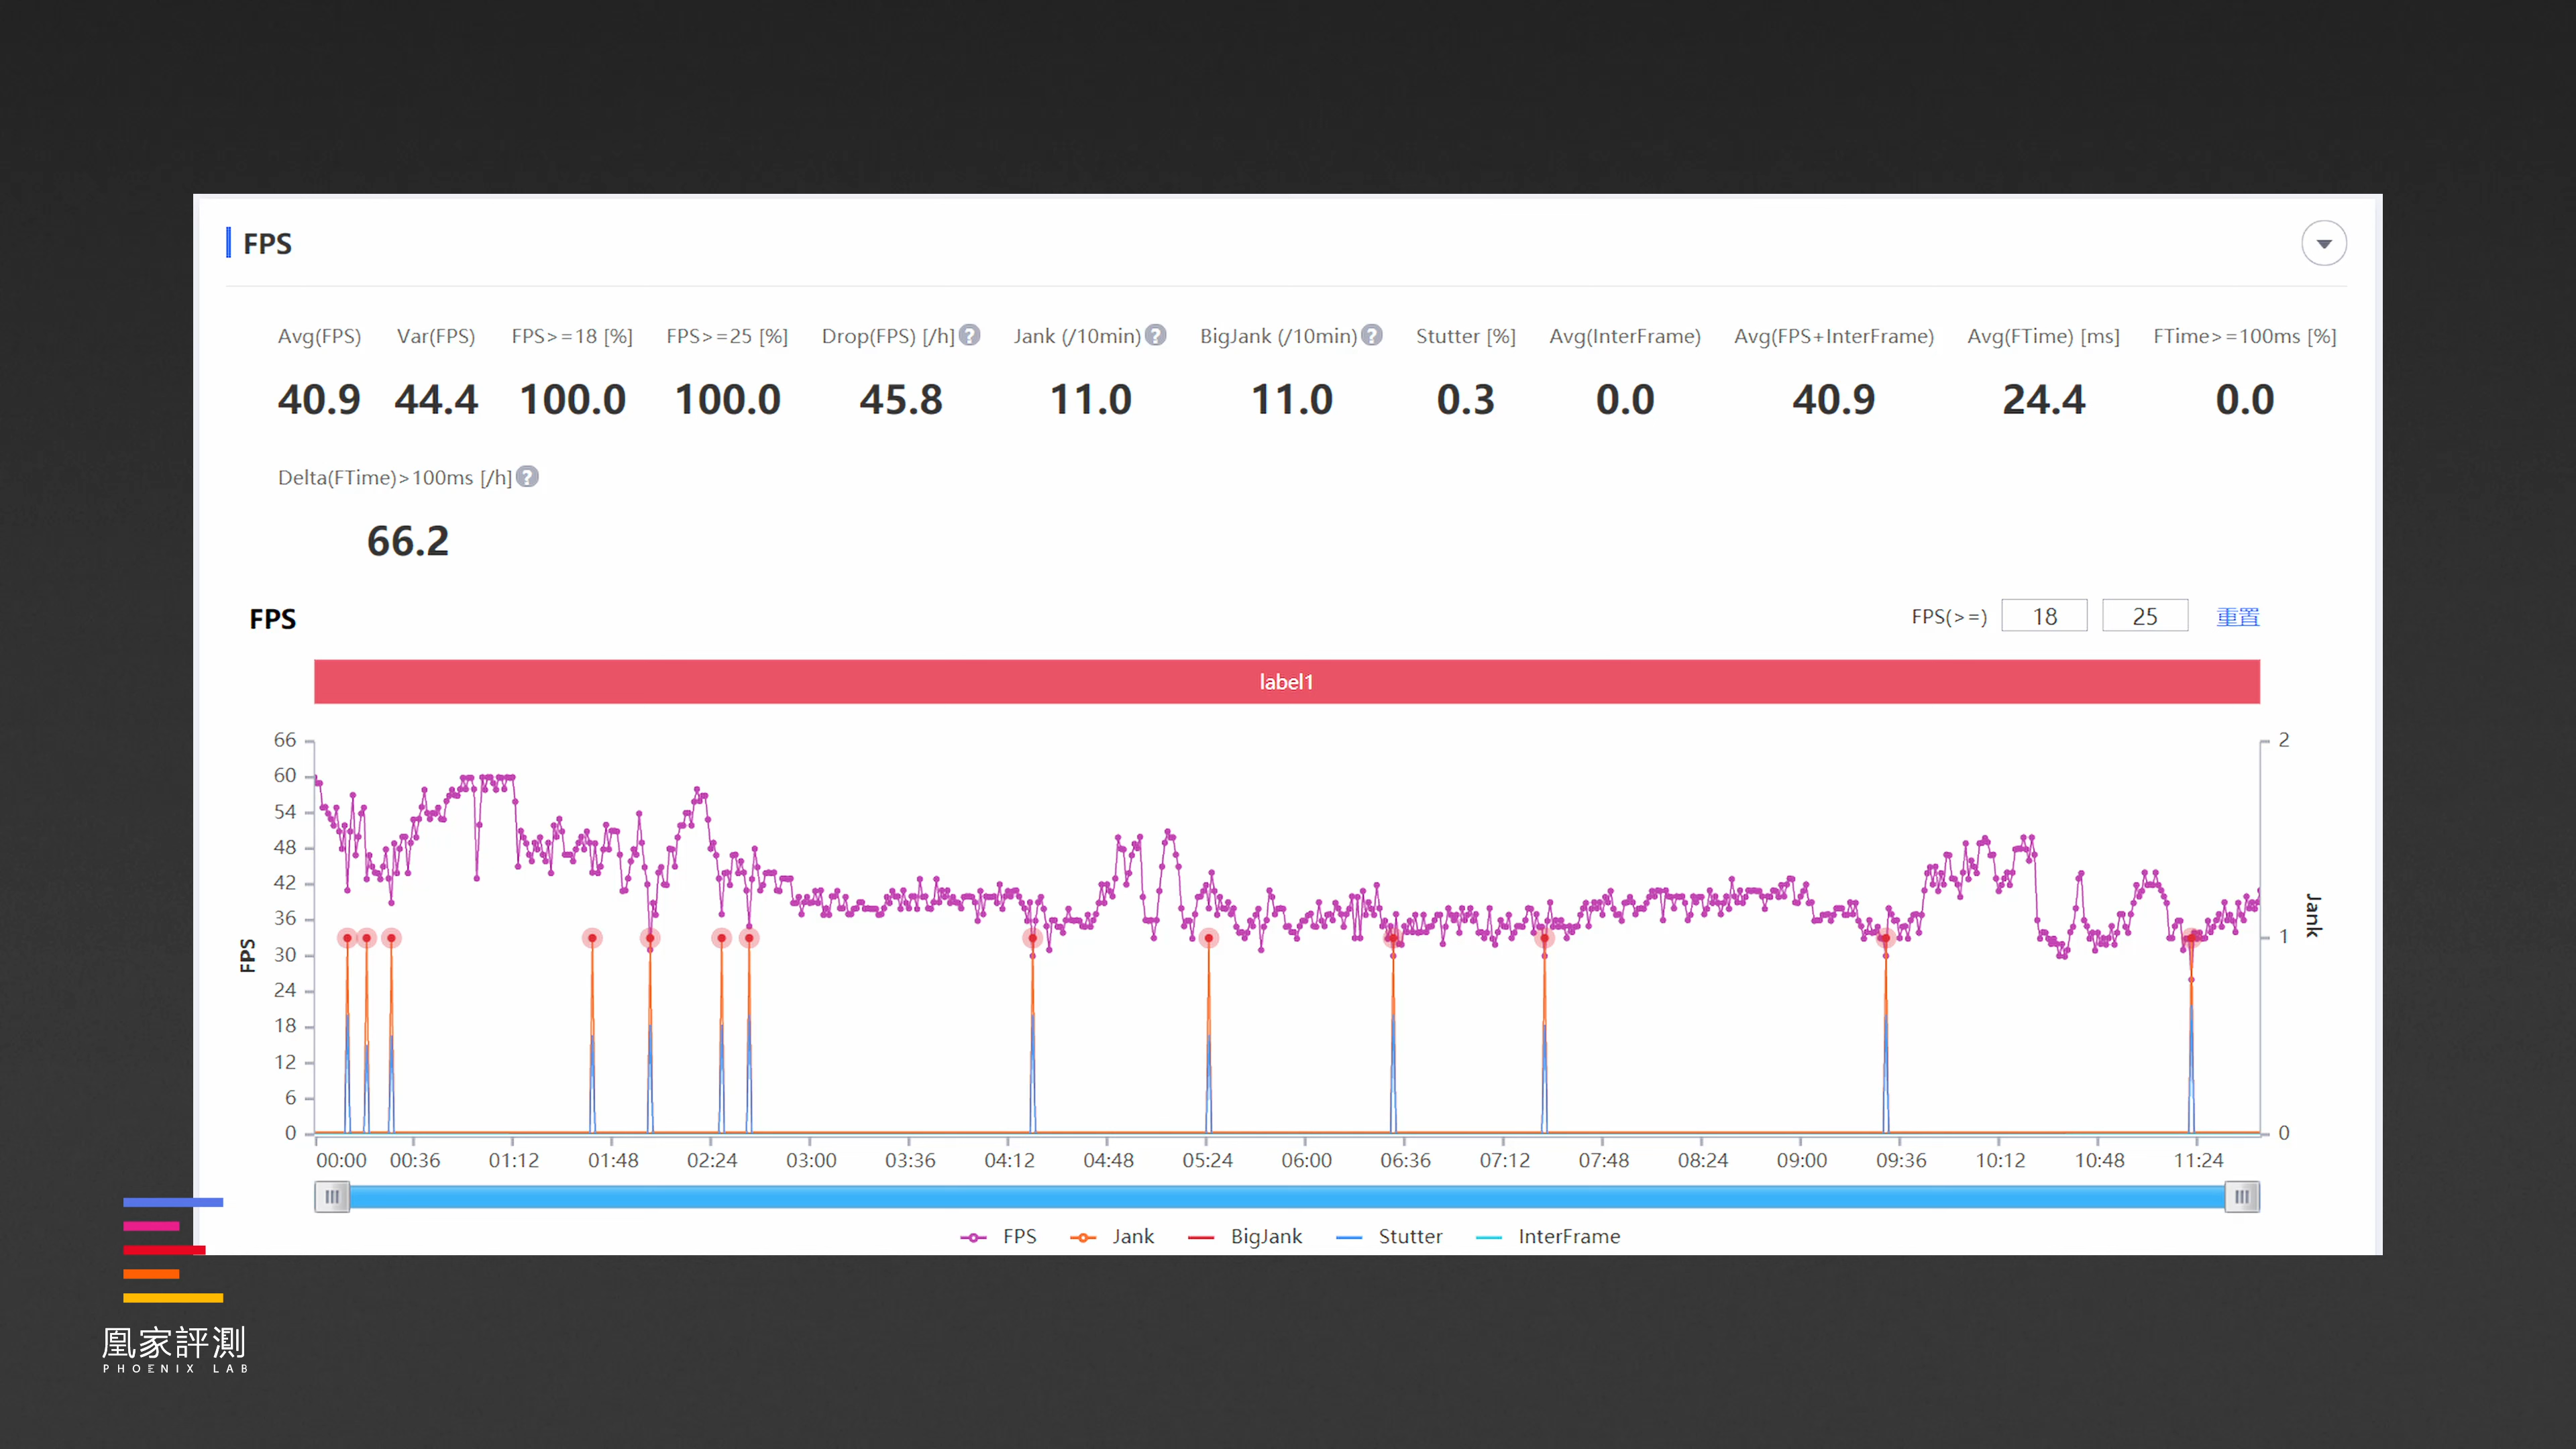 FPS
Avg(FPS) Var(FPS) FPS>=18 [%] FPS>=25 [%] Drop(FPS) [/h] ? Jank (/10min) ? BigJank (/10min) ? Stutter [%] Avg(InterFrame) Avg(FPS+InterFrame) Avg(FTime) [ms] FTime>=100ms [%]
40.9 44.4 100.0 100.0 45.8 11.0 11.0 0.3 0.0 40.9 24.4 0.0
Delta(FTime)>100ms [/h] ?
66.2
FPS
FPS(>=) 18 25 重置
label1
66
60
54
48
42
36
30
24
18
12
6
0
FPS
2
1
0
Jank
00:00 00:36 01:12 01:48 02:24 03:00 03:36 04:12 04:48 05:24 06:00 06:36 07:12 07:48 08:24 09:00 09:36 10:12 10:48 11:24
FPS Jank BigJank Stutter InterFrame
凰家評測
PHOENIX LAB